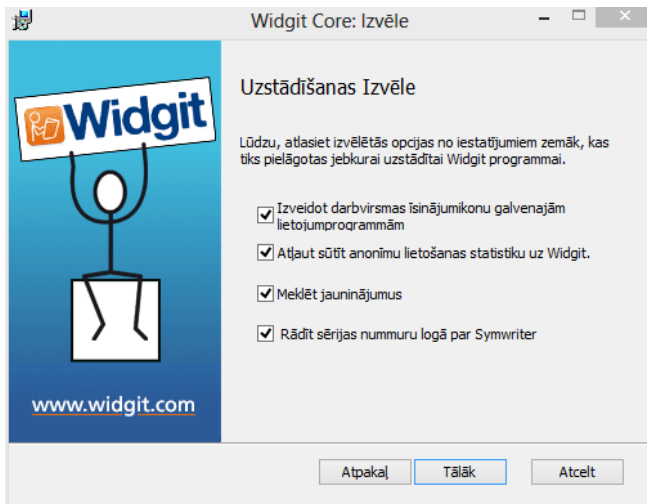 Widgit Core: Izvēle
Widgit
Uzstādīšanas Izvēle
Lūdzu, atlasiet izvēlētās opcijas no iestatījumiem zemāk, kas
tiks pielāgotas jebkurai uzstādītai Widgit programmai.
Izveidot darbvirsmas īsinājumikonu galvenajām
lietojumprogrammām
Atļaut sūtīt anonīmu lietošanas statistiku uz Widgit.
Meklēt jauninājumus
Rādīt sērijas nummuru logā par Symwriter
www.widgit.com
Atpakaļ
Tālāk
Atcelt